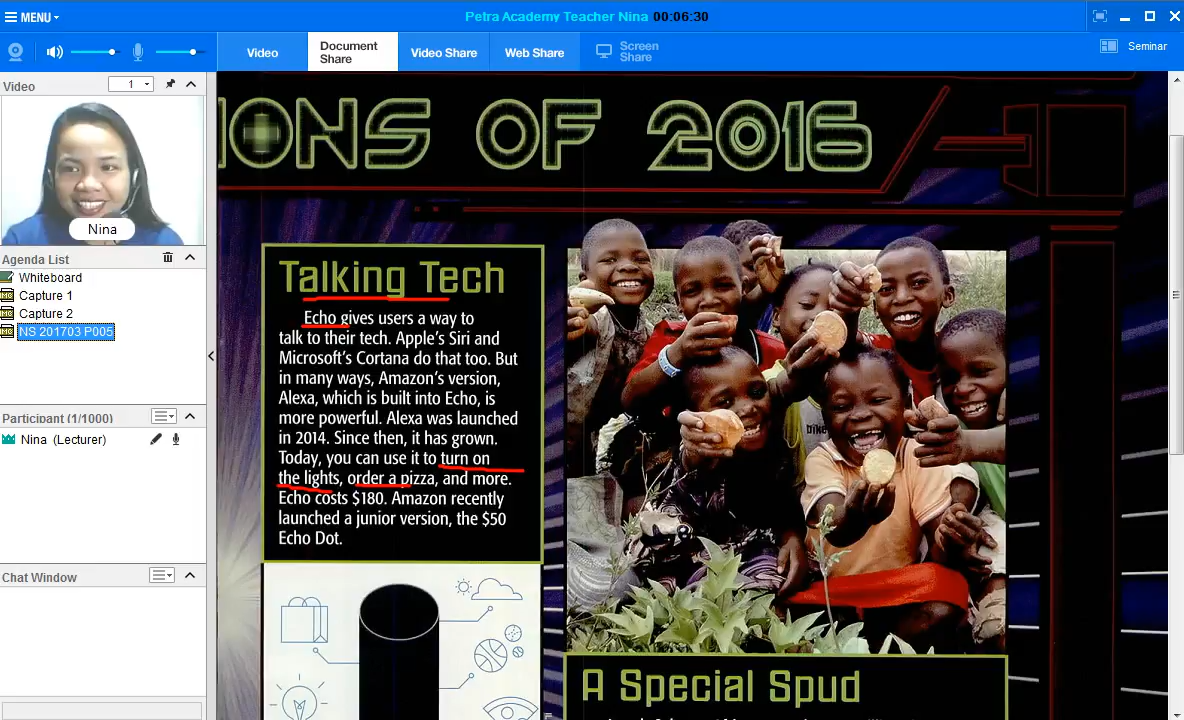 MENU
Petra Academy Teacher Nina 00:06:30
Video
Document Share
Video Share
Web Share
Screen Share
Seminar
Video
1
Nina
Agenda List
Whiteboard
Capture 1
Capture 2
NS 201703 P005
Participant (1/1000)
Nina (Lecturer)
Chat Window
IONS OF 2016
Talking Tech
Echo gives users a way to
talk to their tech. Apple's Siri and
Microsoft's Cortana do that too. But
in many ways, Amazon's version,
Alexa, which is built into Echo, is
more powerful. Alexa was launched
in 2014. Since then, it has grown.
Today, you can use it to turn on
the lights, order a pizza, and more.
Echo costs $180. Amazon recently
launched a junior version, the $50
Echo Dot.
bike
A Special Spud